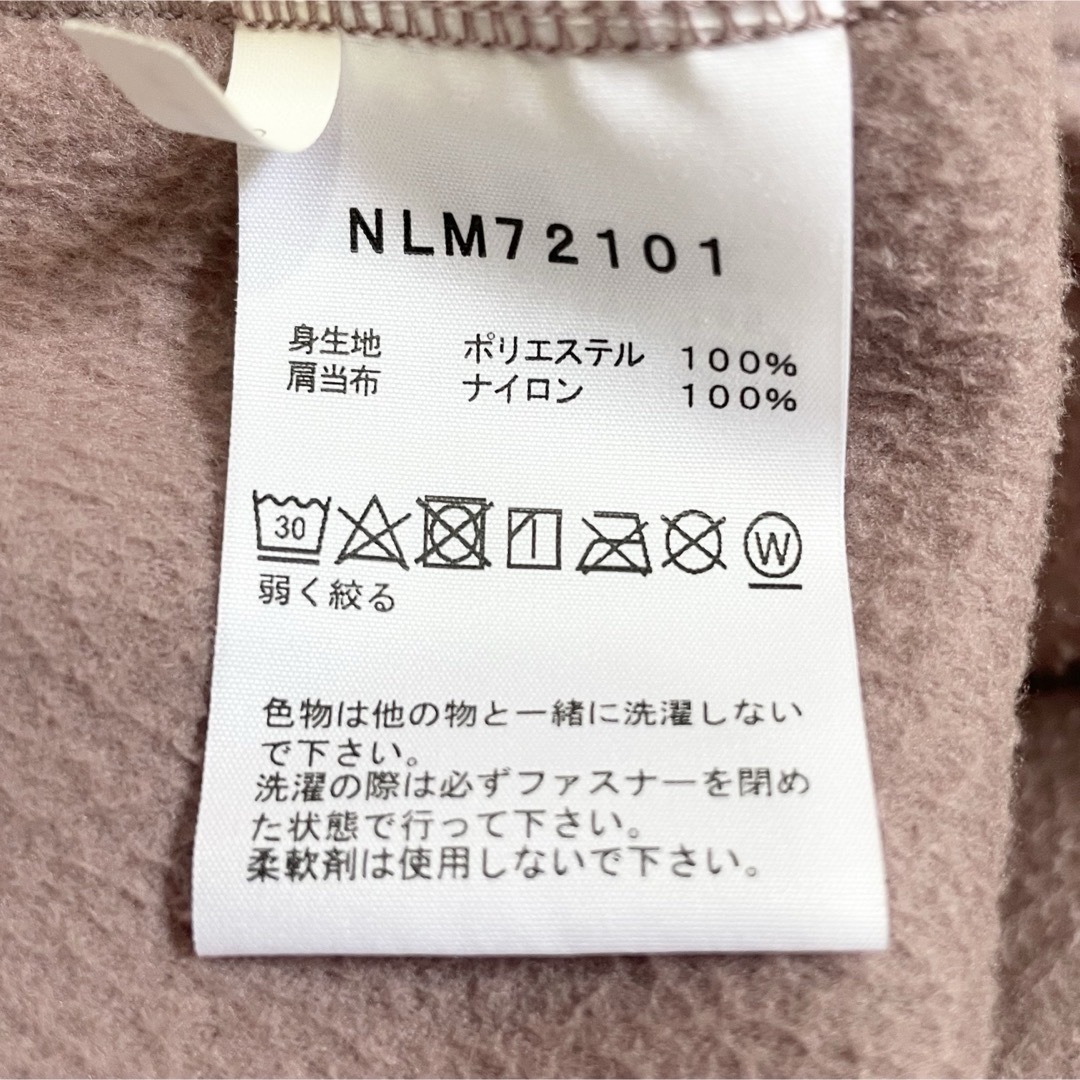 NLM72101
身生地 ポリエステル 100%
肩当布 ナイロン 100%
30
W
弱く絞る
色物は他の物と一緒に洗濯しない
で下さい。
洗濯の際は必ずファスナーを閉め
た状態で行って下さい。
柔軟剤は使用しないで下さい。